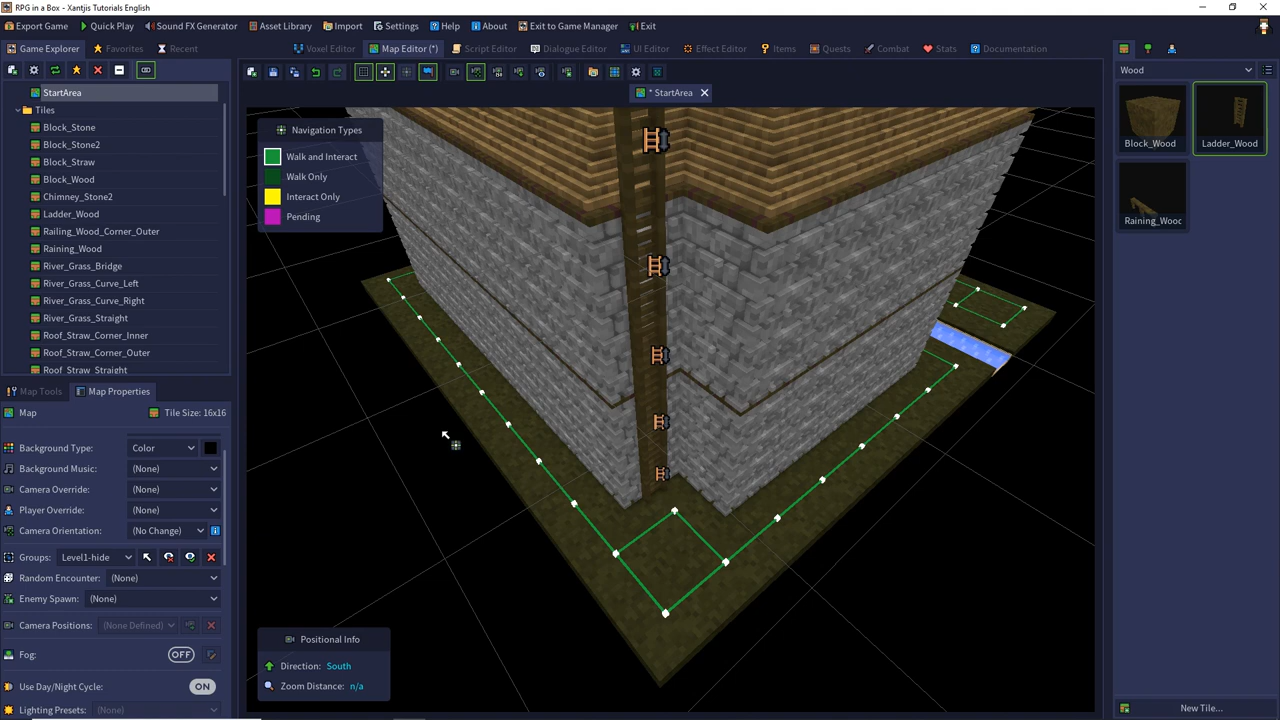 RPG in a Box - Xantjis Tutorials English
Export Game
Quick Play
Sound FX Generator
Asset Library
Import
Settings
Help
About
Exit to Game Manager
Exit
Game Explorer
Favorites
Recent
Voxel Editor
Map Editor (*)
Script Editor
Dialogue Editor
UI Editor
Effect Editor
Items
Quests
Combat
Stats
Documentation
* StartArea
StartArea
Tiles
Block_Stone
Block_Stone2
Block_Straw
Block_Wood
Chimney_Stone2
Ladder_Wood
Railing_Wood_Corner_Outer
Raining_Wood
River_Grass_Bridge
River_Grass_Curve_Left
River_Grass_Curve_Right
River_Grass_Straight
Roof_Straw_Corner_Inner
Roof_Straw_Corner_Outer
Roof_Straw_Straight
Map Tools
Map Properties
Map
Tile Size: 16x16
Background Type:
Color
Background Music:
(None)
Camera Override:
(None)
Player Override:
(None)
Camera Orientation:
(No Change)
Groups:
Level1-hide
Random Encounter:
(None)
Enemy Spawn:
(None)
Camera Positions:
(None Defined)
Fog:
OFF
Use Day/Night Cycle:
ON
Lighting Presets:
(None)
Navigation Types
Walk and Interact
Walk Only
Interact Only
Pending
Positional Info
Direction: South
Zoom Distance: n/a
Wood
Block_Wood
Ladder_Wood
Raining_Wood
New Tile...